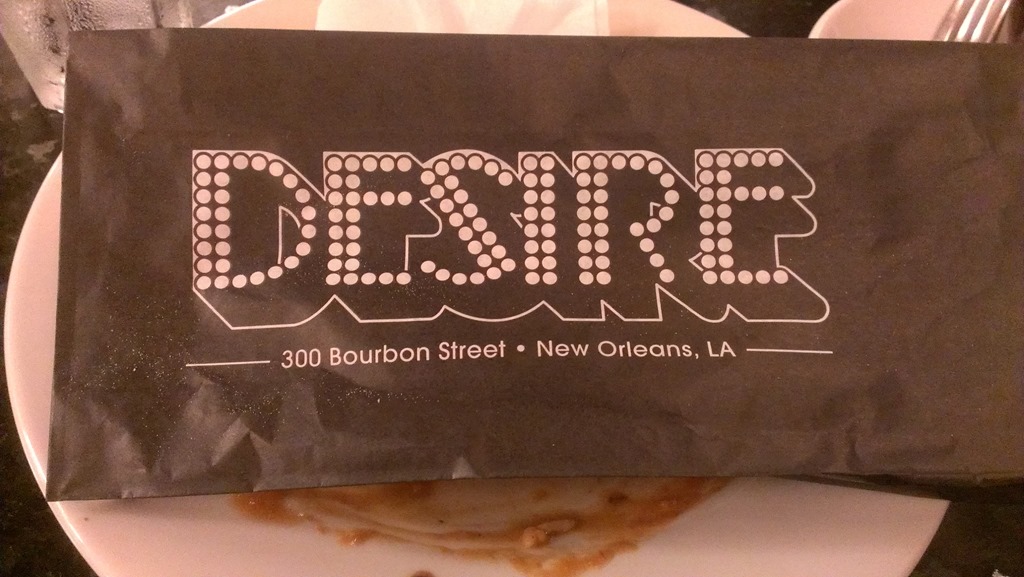 DESIRE
300 Bourbon Street • New Orleans, LA